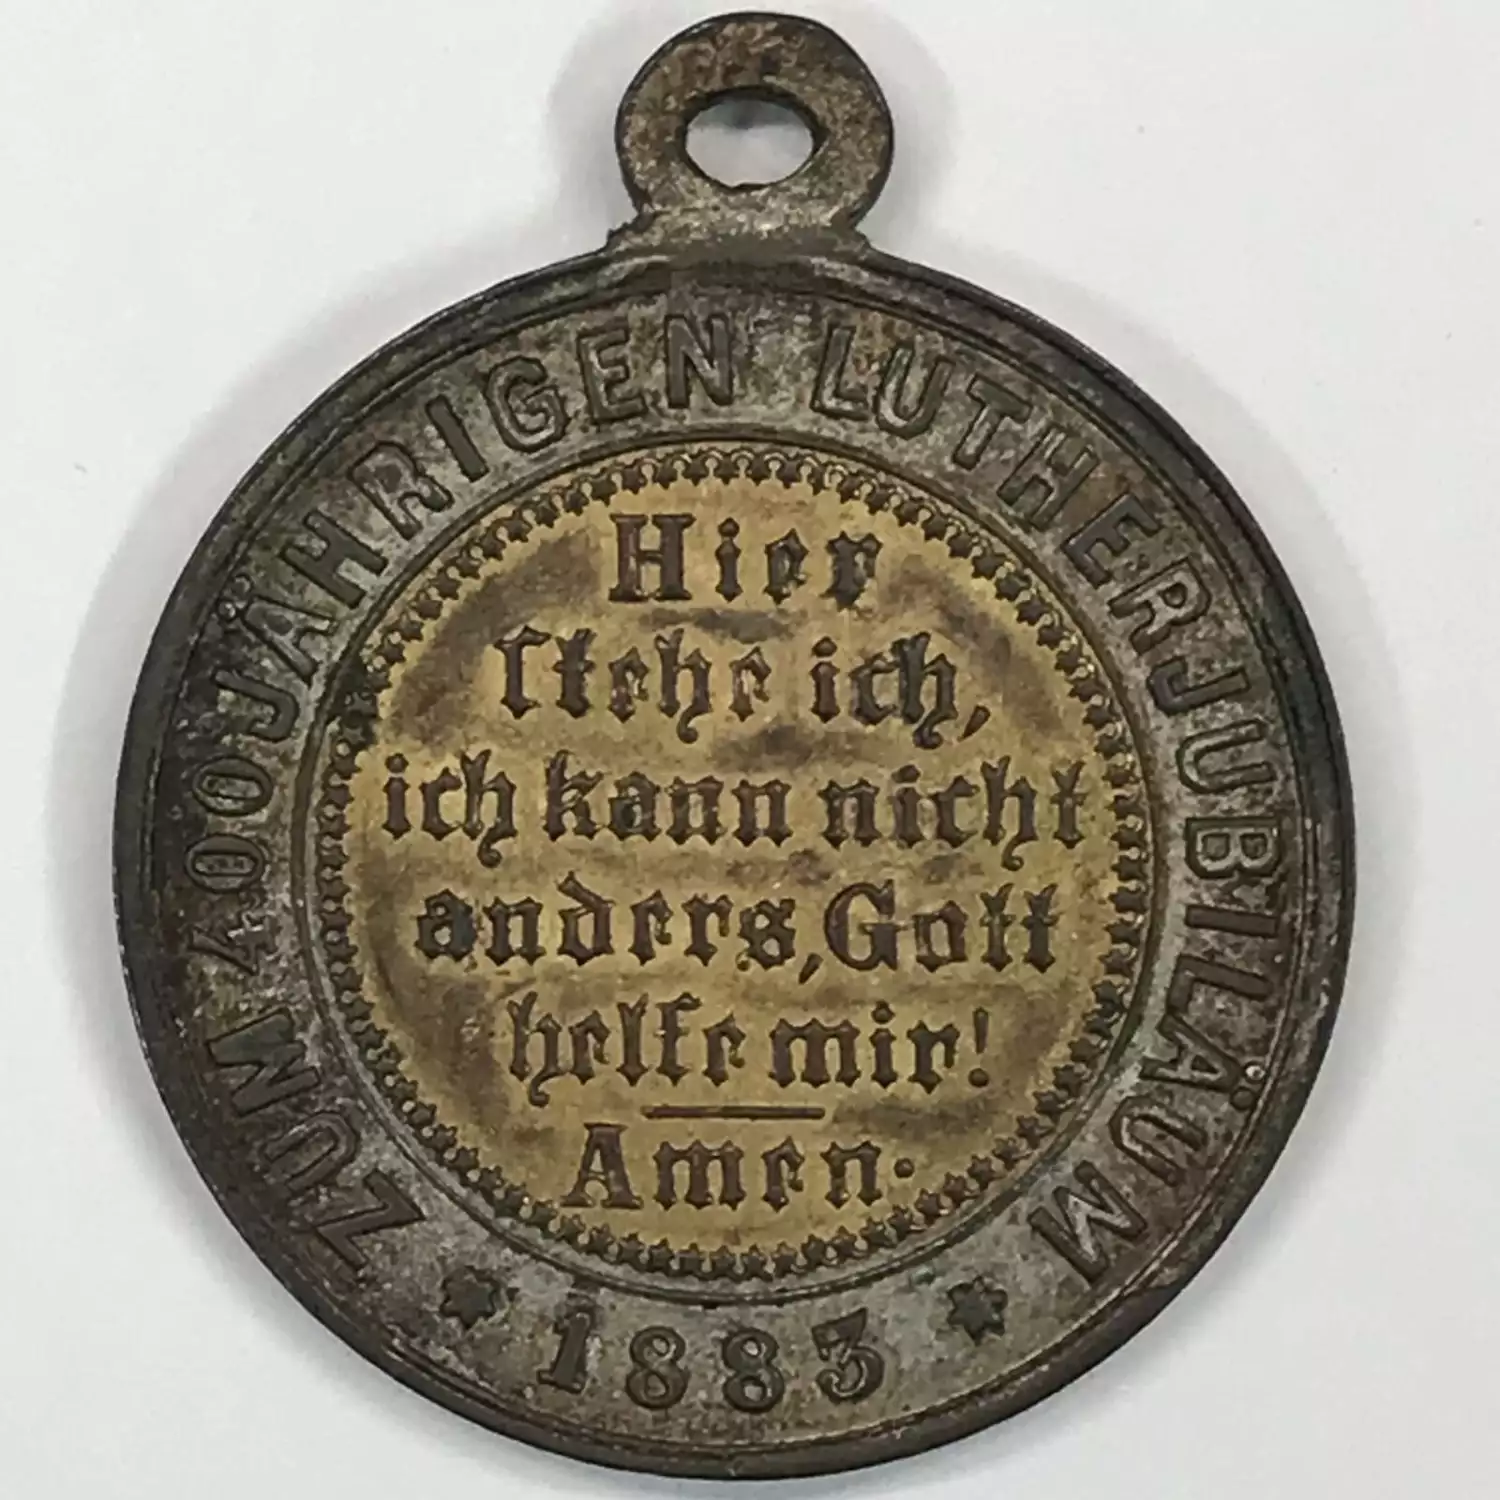 ZUM 400JÄHRIGEN LUTHERJUBILÄUM
Hier
ſtehe ich,
ich kann nicht
anders, Gott
helfe mir!
Amen.
* 1883 *